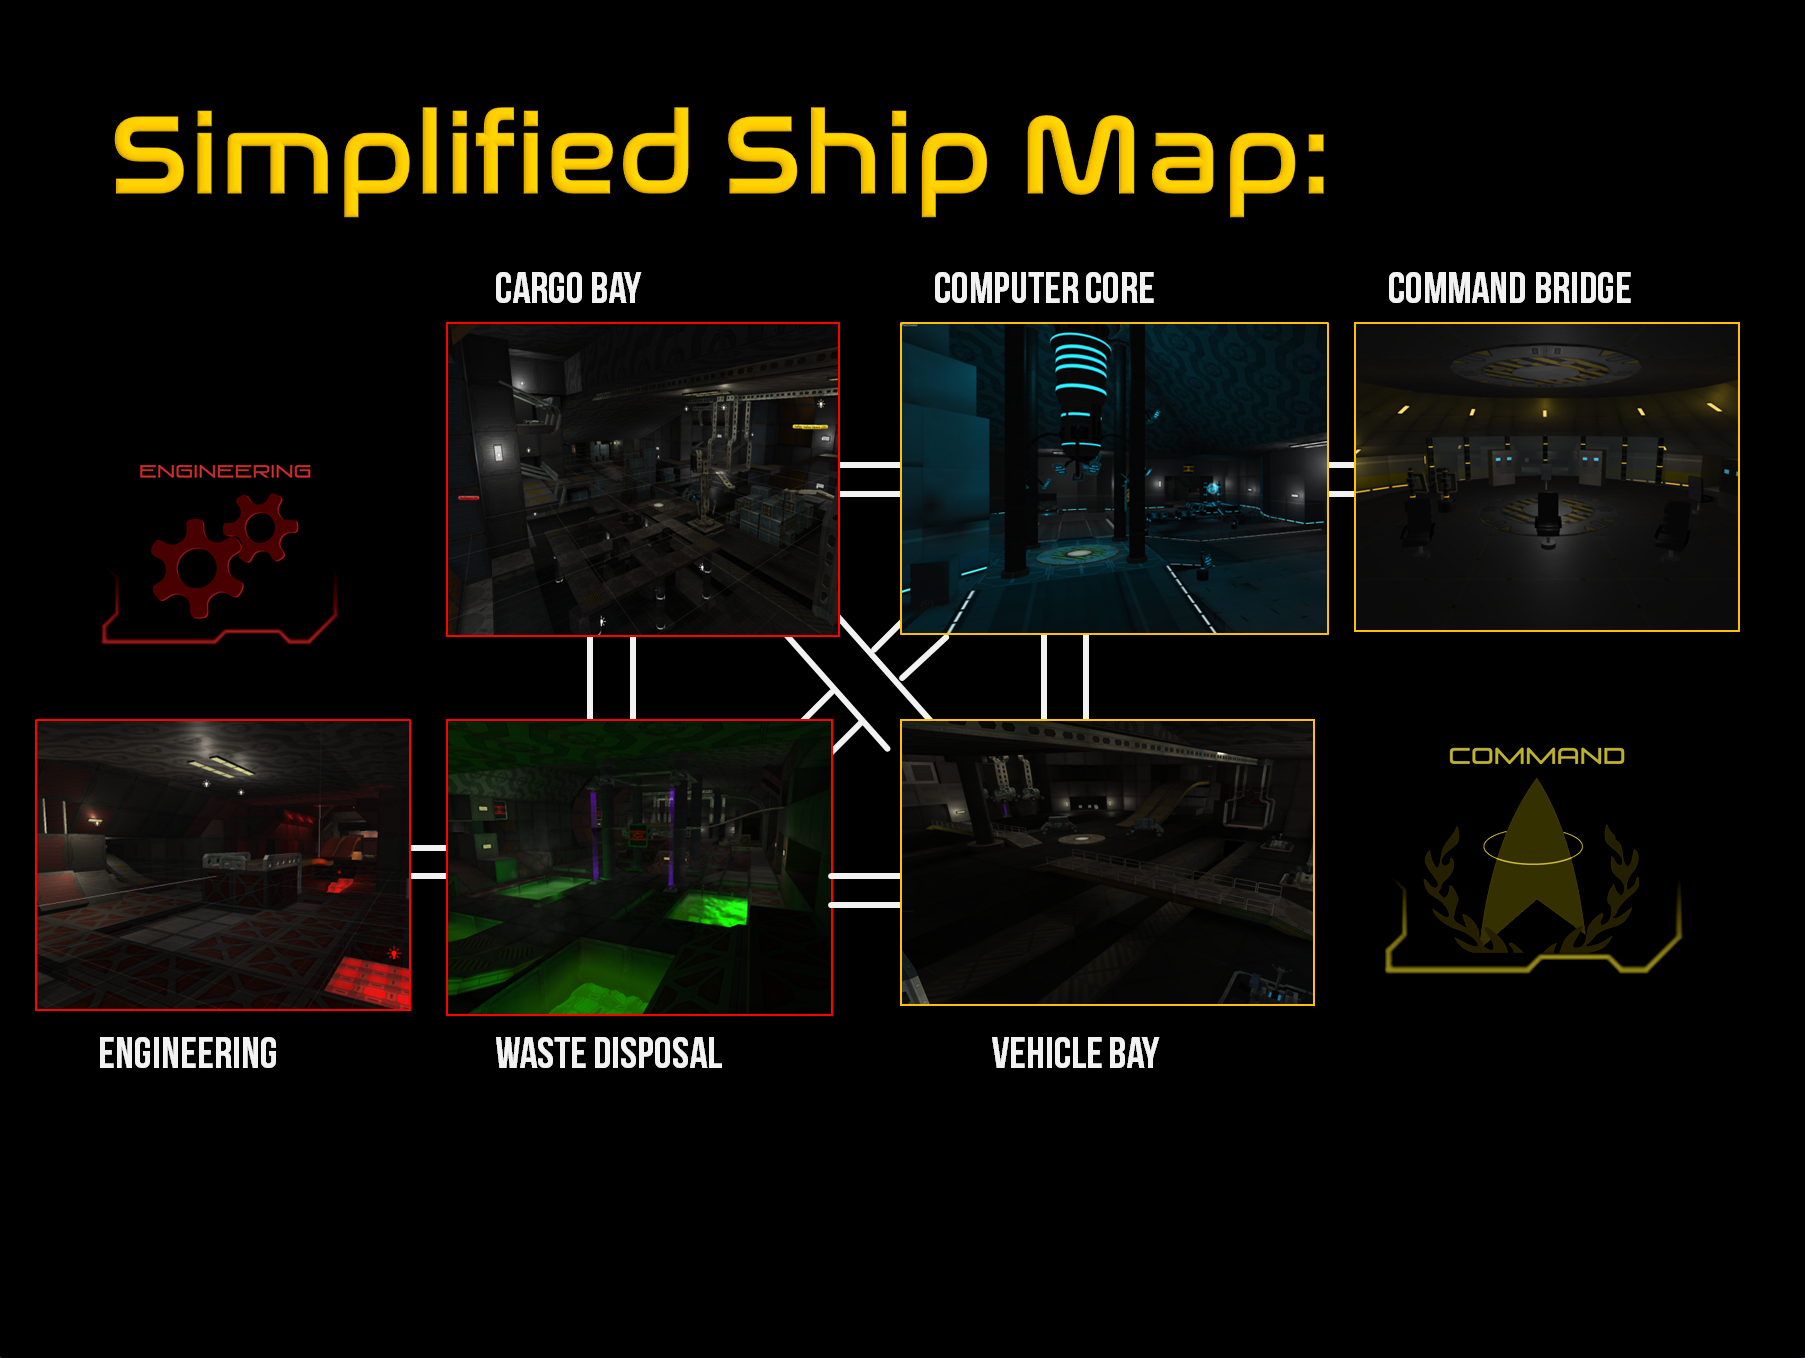 Simplified Ship Map:
CARGO BAY
COMPUTER CORE
COMMAND BRIDGE
ENGINEERING
COMMAND
ENGINEERING
WASTE DISPOSAL
VEHICLE BAY